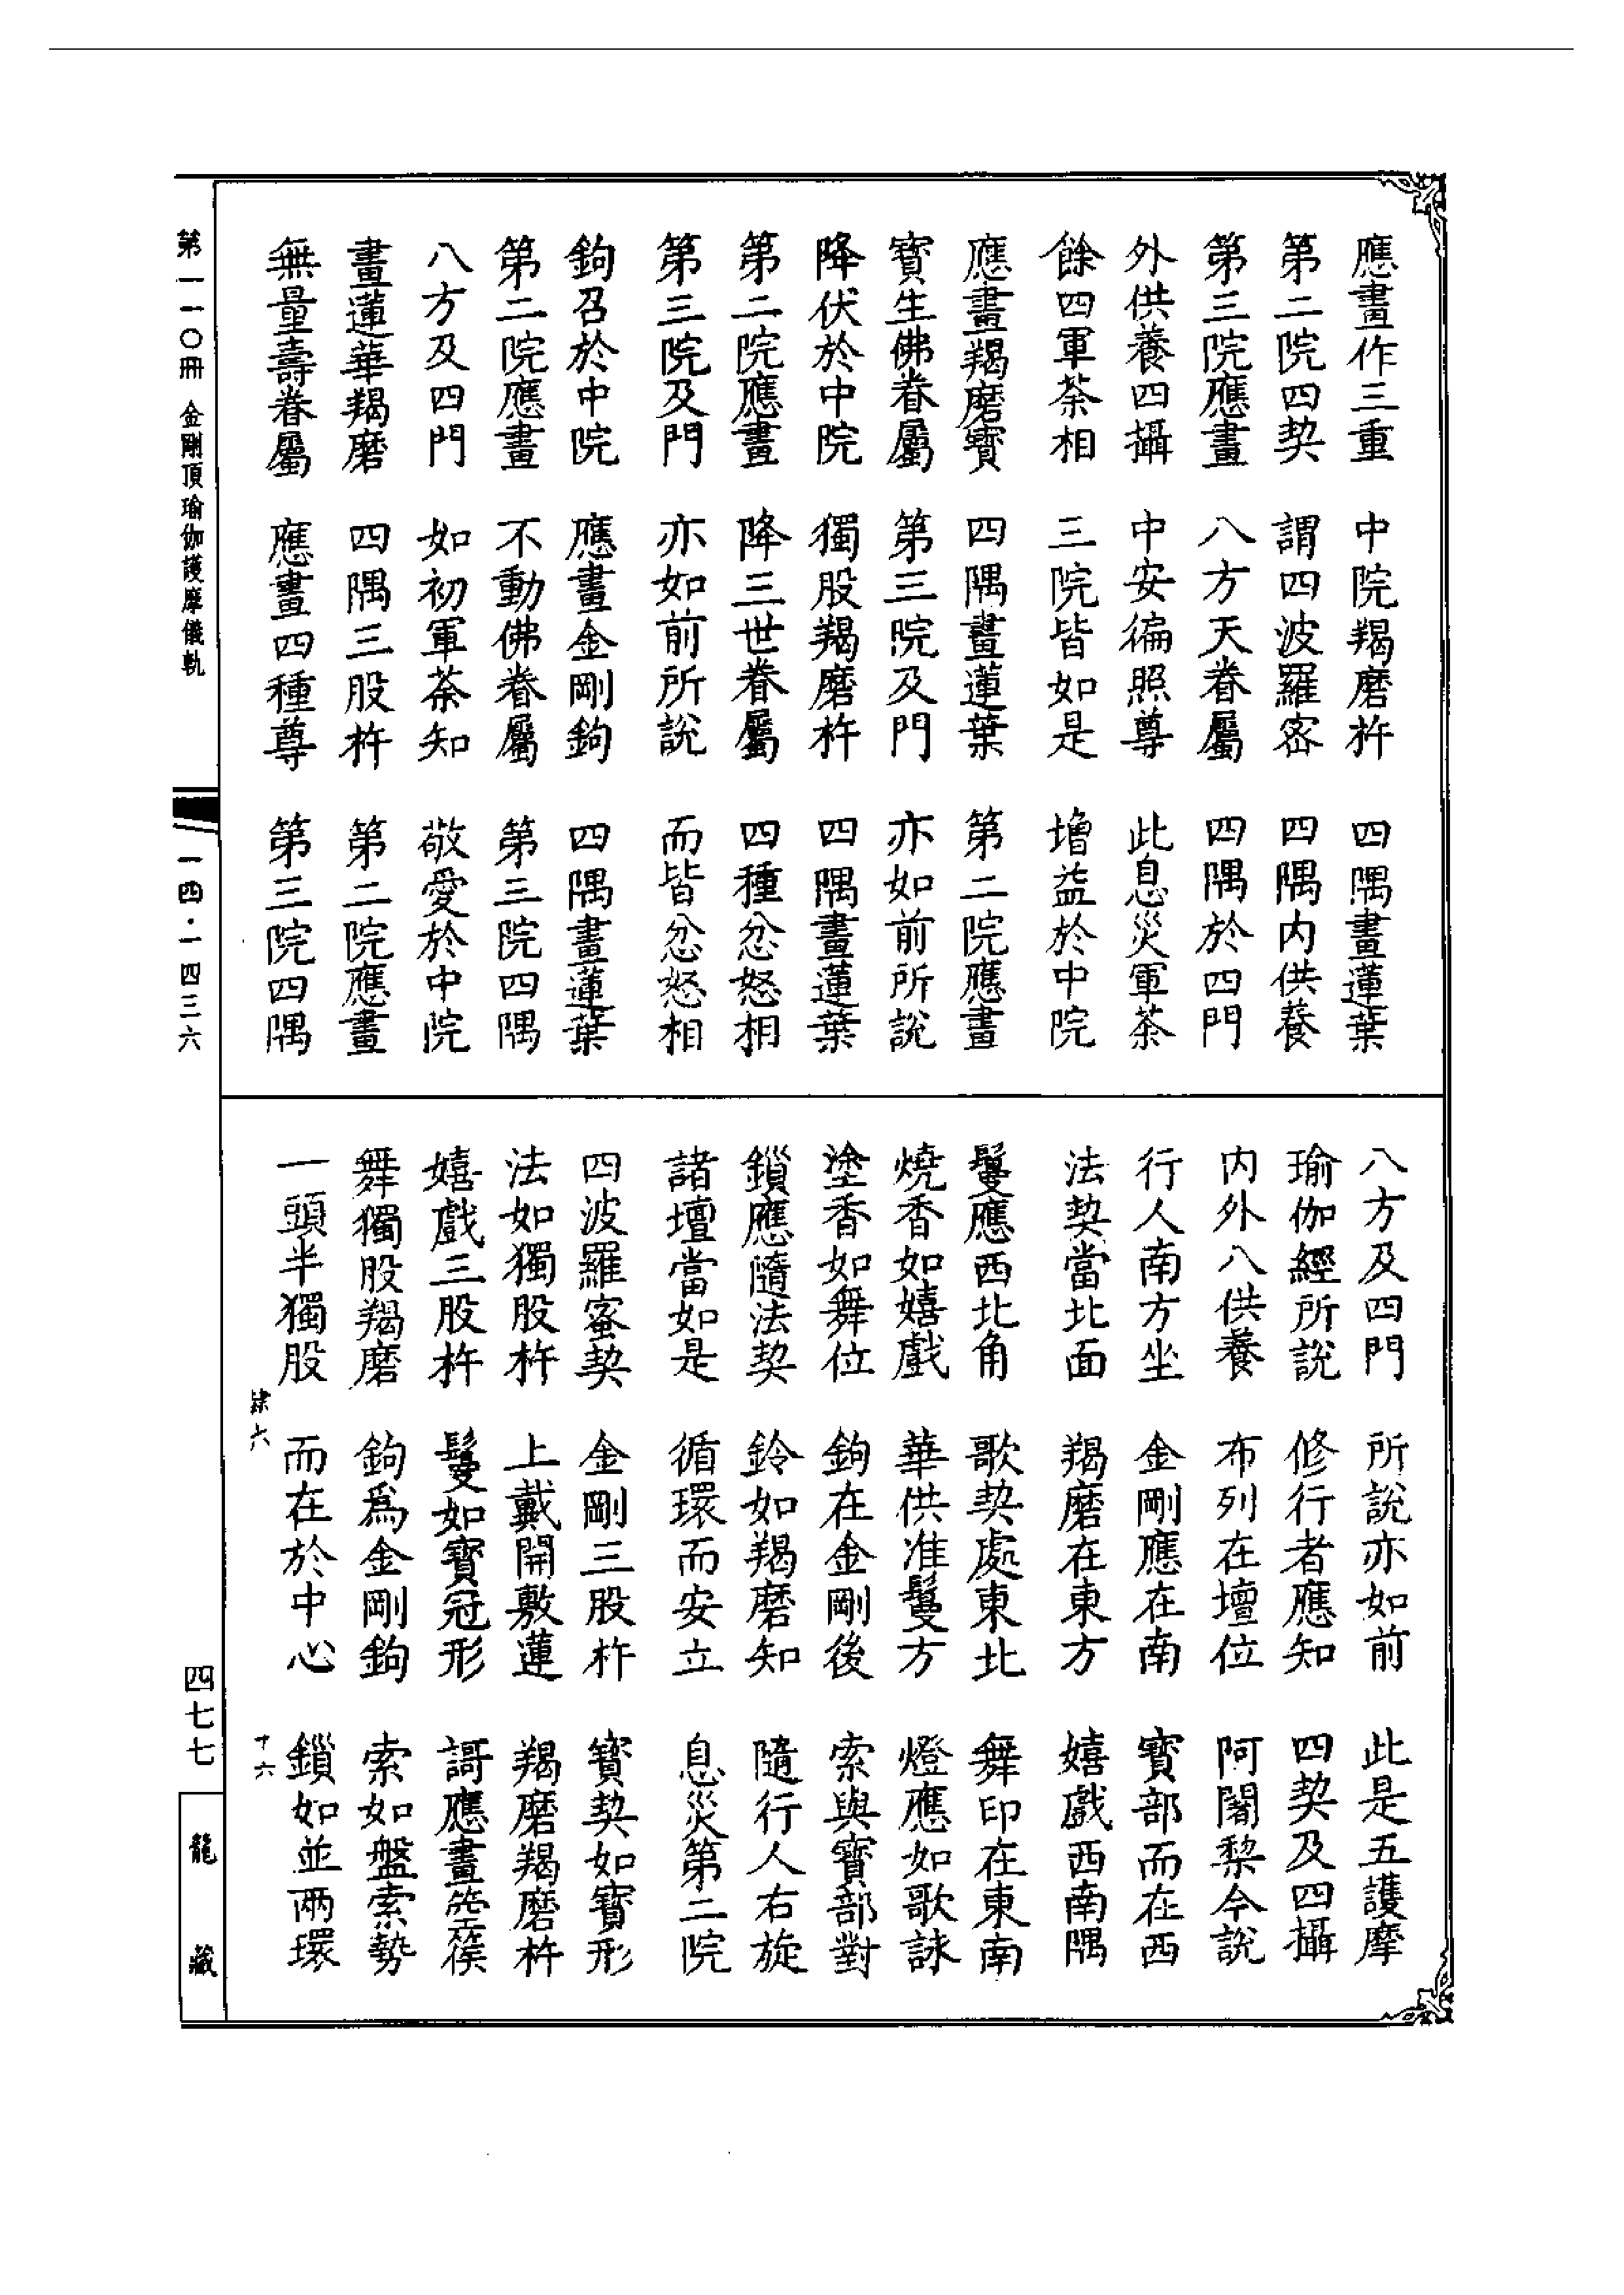 應畫作三重　中院羯磨杵　四隅畫蓮葉
第二院四契　謂四波羅密　四隅内供養
第三院應畫　八方天眷屬　四隅於四門
外供養四攝　中安徧照尊　此息災軍荼
餘四軍荼相　三院皆如是　增益於中院
應畫羯磨寶　四隅畫蓮葉　第二院應畫
寶生佛眷屬　第三院及門　亦如前所說
降伏於中院　獨股羯磨杵　四隅畫蓮葉
第二院應畫　降三世眷屬　四種忿怒相
第三院及門　亦如前所說　而皆忿怒相
鉤召於中院　應畫金剛鉤　四隅畫蓮葉
第二院應畫　不動佛眷屬　第三院四隅
八方及四門　如初軍荼知　敬愛於中院
畫蓮華羯磨　四隅三股杵　第二院應畫
無量壽眷屬　應畫四種尊　第三院四隅
八方及四門　所說亦如前　此是五護摩
瑜伽經所說　修行者應知　四契及四攝
内外八供養　布列在壇位　阿闍黎今說
行人南方坐　金剛應在南　寶部而在西
法契當北面　羯磨在東方　嬉戲西南隅
鬘應西北角　歌契處東北　舞印在東南
燒香如嬉戲　華供准鬘方　燈應如歌詠
塗香如舞位　鉤在金剛後　索與寶部對
鎖應隨法契　鈴如羯磨知　隨行人右旋
諸壇當如是　循環而安立　息災第二院
四波羅蜜契　金剛三股杵　寶契如寶形
法如獨股杵　上戴開敷蓮　羯磨羯磨杵
嬉戲三股杵　鬘如寶冠形　謌應畫箜篌
舞獨股羯磨　鉤爲金剛鉤　索如盤索勢
一頭半獨股　而在於中心　鎖如並兩環
第一一〇冊　金剛頂瑜伽護摩儀軌
一四·一四三六
四七七
龍藏
六
十六